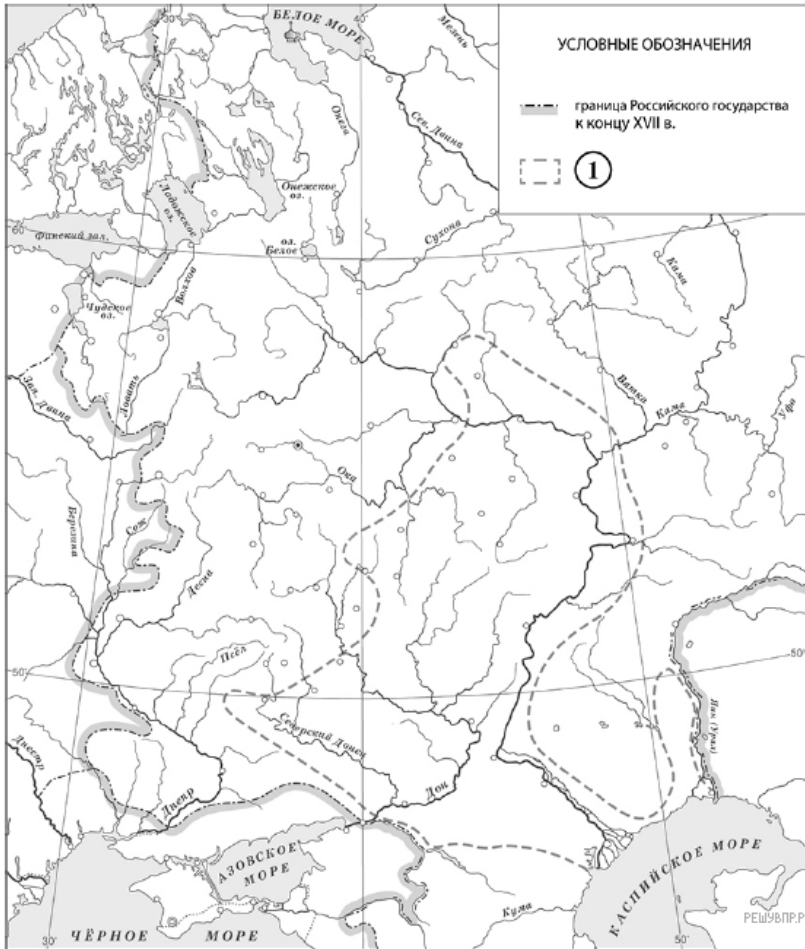 БЕЛОЕ МОРЕ
30°
40°
Мезень
УСЛОВНЫЕ ОБОЗНАЧЕНИЯ
граница Российского государства
к концу XVII в.
1
Онега
Сев. Двина
Ладожское
оз.
Онежское
оз.
60
Финский зал.
оз.
Белое
Сухона
Кама
Волхов
Чудское
оз.
Зап. Двина
Ловать
Вятка
Кама
Уфа
Ока
Березина
Сож
Десна
Псёл
50°
50°
Северский Донец
Яик (Урал)
Днестр
Днепр
Дон
АЗОВСКОЕ
МОРЕ
КАСПИЙСКОЕ МОРЕ
Кума
РЕШУВПР.Р
30°
ЧЁРНОЕ МОРЕ
50°